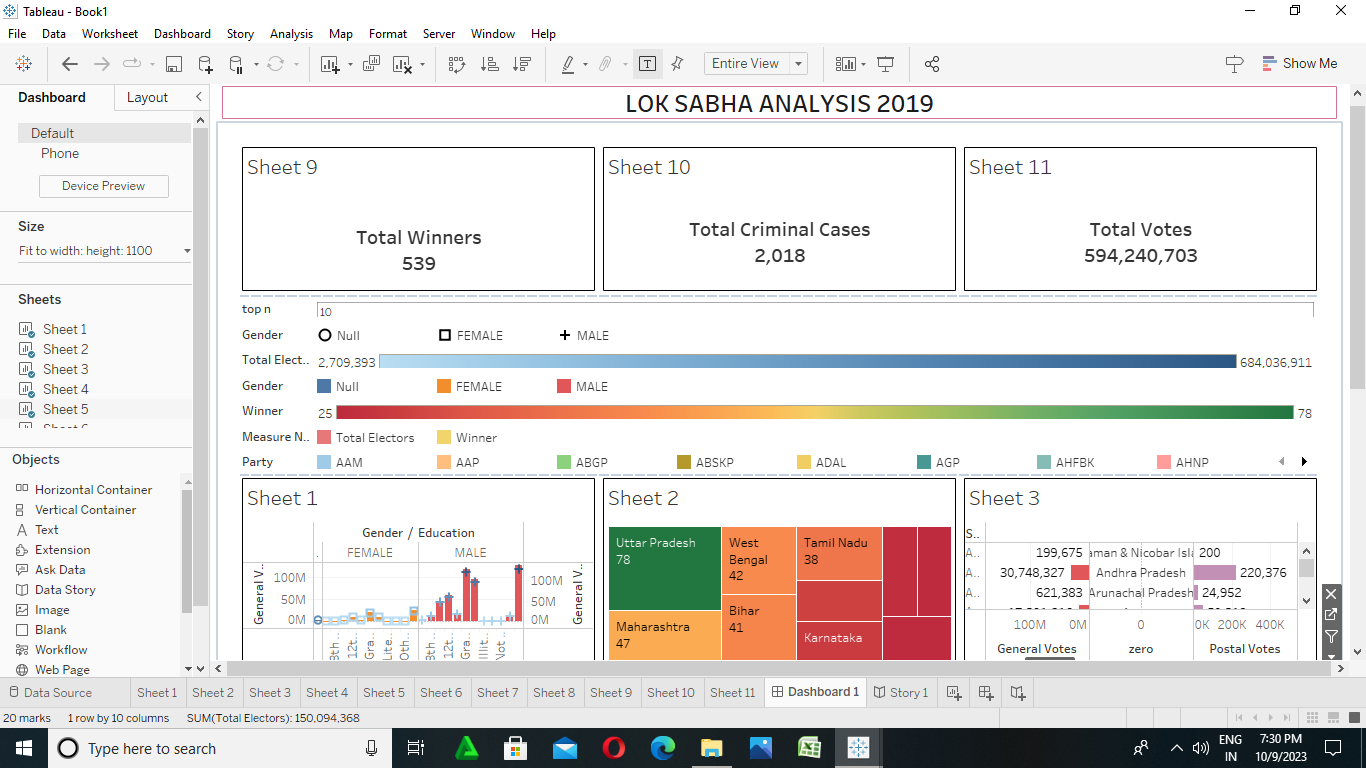 Tableau - Book1
File Data Worksheet Dashboard Story Analysis Map Format Server Window Help
Entire View Show Me
Dashboard Layout
Default
Phone
Device Preview
Size
Fit to width: height: 1100
Sheets
Sheet 1
Sheet 2
Sheet 3
Sheet 4
Sheet 5
Objects
Horizontal Container
Vertical Container
Text
Extension
Ask Data
Data Story
Image
Blank
Workflow
Web Page
LOK SABHA ANALYSIS 2019
Sheet 9
Total Winners
539
Sheet 10
Total Criminal Cases
2,018
Sheet 11
Total Votes
594,240,703
top n 10
Gender Null FEMALE MALE
Total Elect.. 2,709,393 684,036,911
Gender Null FEMALE MALE
Winner 25 78
Measure N.. Total Electors Winner
Party AAM AAP ABGP ABSKP ADAL AGP AHFBK AHNP
Sheet 1
Gender / Education
. FEMALE MALE
General V..
100M
50M
0M
100M
50M
0M
General V..
8th.. 12t.. Gra.. Lite.. Oth.. 8th.. 12t.. Gra.. Illit.. Not..
Sheet 2
Uttar Pradesh
78
Maharashtra
47
West
Bengal
42
Bihar
41
Tamil Nadu
38
Karnataka
Sheet 3
S..
A.. 199,675 aman & Nicobar Isla 200
A.. 30,748,327 Andhra Pradesh 220,376
A.. 621,383 Arunachal Pradesh 24,952
100M 0M 0 0K 200K 400K
General Votes zero Postal Votes
Data Source Sheet 1 Sheet 2 Sheet 3 Sheet 4 Sheet 5 Sheet 6 Sheet 7 Sheet 8 Sheet 9 Sheet 10 Sheet 11 Dashboard 1 Story 1
20 marks 1 row by 10 columns SUM(Total Electors): 150,094,368
Type here to search
ENG
IN
7:30 PM
10/9/2023